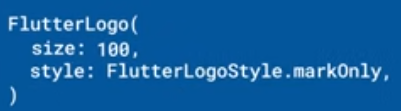 FlutterLogo(
  size: 100,
  style: FlutterLogoStyle.markOnly,
)